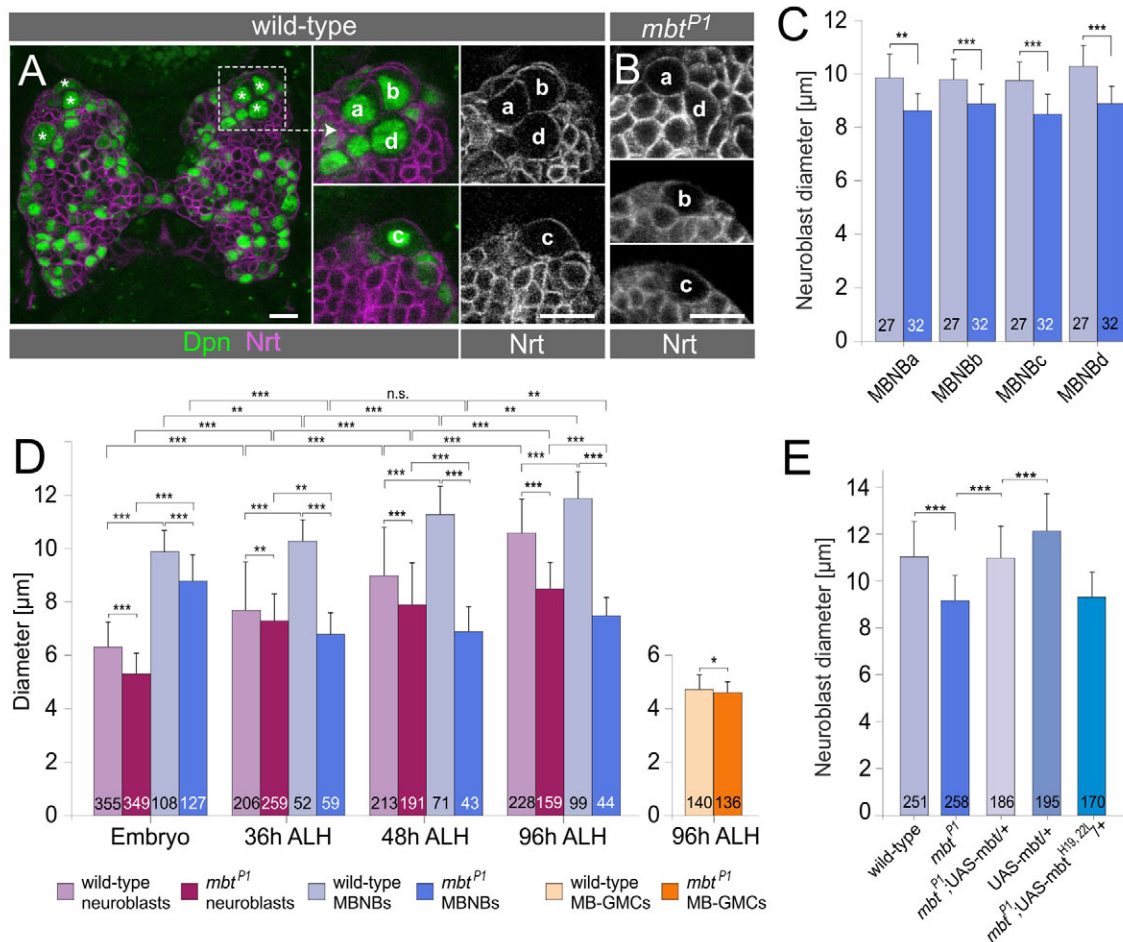 wild-type
mbtP1
A
* * * * * *
a
b
d
a
b
d
c
c
B
a
d
b
c
Dpn Nrt
Nrt
Nrt
C
Neuroblast diameter [µm]
12
10
8
6
4
2
0
** *** *** ***
27 32 27 32 27 32 27 32
MBNBa MBNBb MBNBc MBNBd
D
Diameter [µm]
12
10
8
6
4
2
0
*** n.s. **
** *** **
*** *** ***
*** *** ***
*** *** *** ***
*** ** *** ***
*** *** *** ***
*** *** *** ***
*** ** *** ***
355 349 108 127 206 259 52 59 213 191 71 43 228 159 99 44
Embryo 36h ALH 48h ALH 96h ALH
6
4
2
0
*
140 136
96h ALH
wild-type neuroblasts
mbtP1 neuroblasts
wild-type MBNBs
mbtP1 MBNBs
wild-type MB-GMCs
mbtP1 MB-GMCs
E
Neuroblast diameter [µm]
14
12
10
8
6
4
2
0
*** *** ***
251 258 186 195 170
wild-type
mbtP1
mbtP1;UAS-mbt/+
UAS-mbt/+
mbtP1;UAS-mbtH19, 22L/+